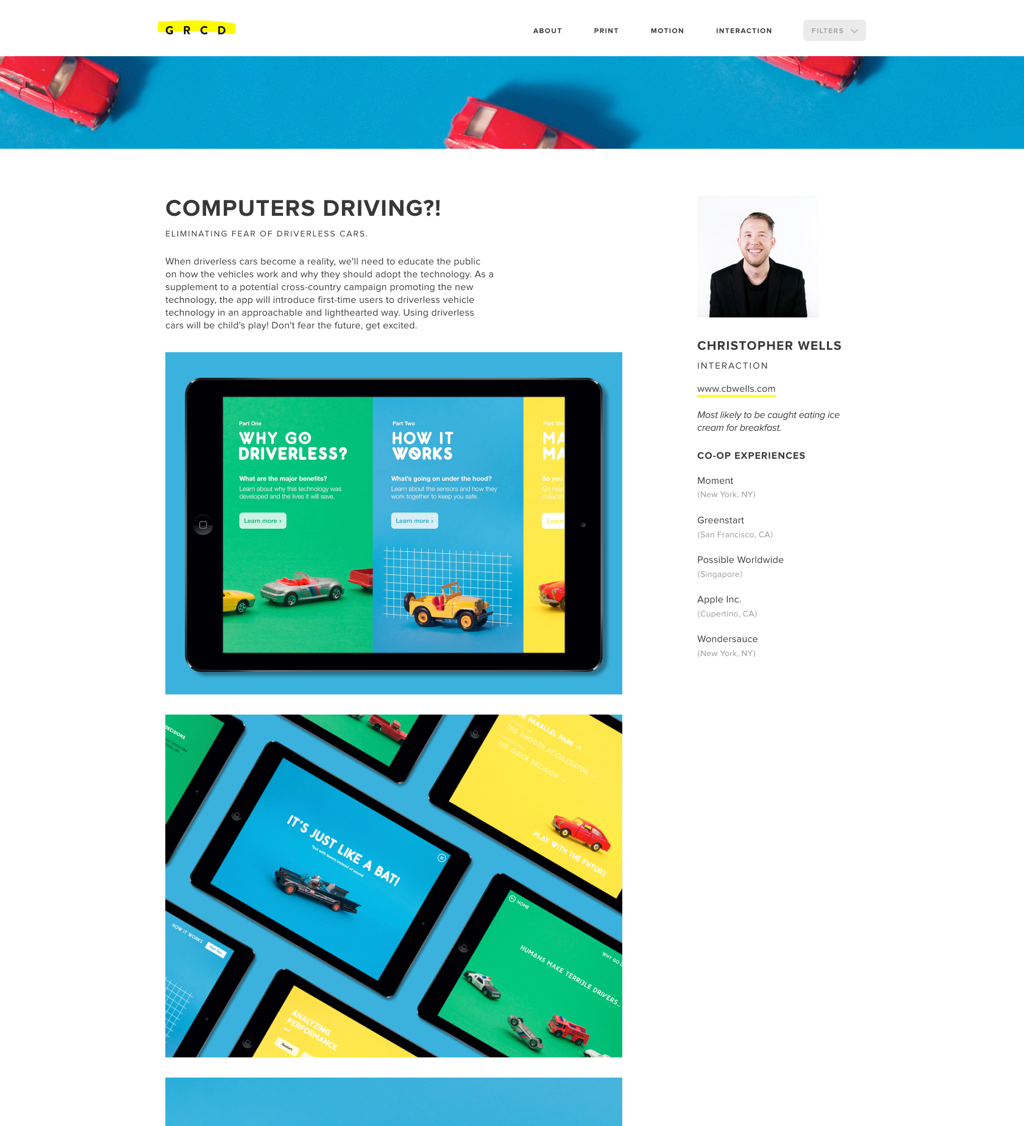 GRCD
ABOUT PRINT MOTION INTERACTION FILTERS
COMPUTERS DRIVING?!
ELIMINATING FEAR OF DRIVERLESS CARS.
When driverless cars become a reality, we'll need to educate the public
on how the vehicles work and why they should adopt the technology. As a
supplement to a potential cross-country campaign promoting the new
technology, the app will introduce first-time users to driverless vehicle
technology in an approachable and lighthearted way. Using driverless
cars will be child's play! Don't fear the future, get excited.
Part One
WHY GO
DRIVERLESS?
What are the major benefits?
Learn about why this technology was
developed and the lives it will save.
Learn more ›
Part Two
HOW IT
WORKS
What's going on under the hood?
Learn about the sensors and how they
work together to keep you safe.
Learn more ›
Part
MA
MA
So you
Learn
THE PARALLEL PARK →
THE SMOOTH ACCELERATOR →
THE QUICK DECISION →
PLAY WITH THE FUTURE
IT'S JUST LIKE A BAT!
HOW IT WORKS
ANALYZING
PERFORMANCE
Restart
HOME
WHY GO
HUMANS MAKE TERRIBLE DRIVERS...
CHRISTOPHER WELLS
INTERACTION
www.cbwells.com
Most likely to be caught eating ice
cream for breakfast.
CO-OP EXPERIENCES
Moment
(New York, NY)
Greenstart
(San Francisco, CA)
Possible Worldwide
(Singapore)
Apple Inc.
(Cupertino, CA)
Wondersauce
(New York, NY)